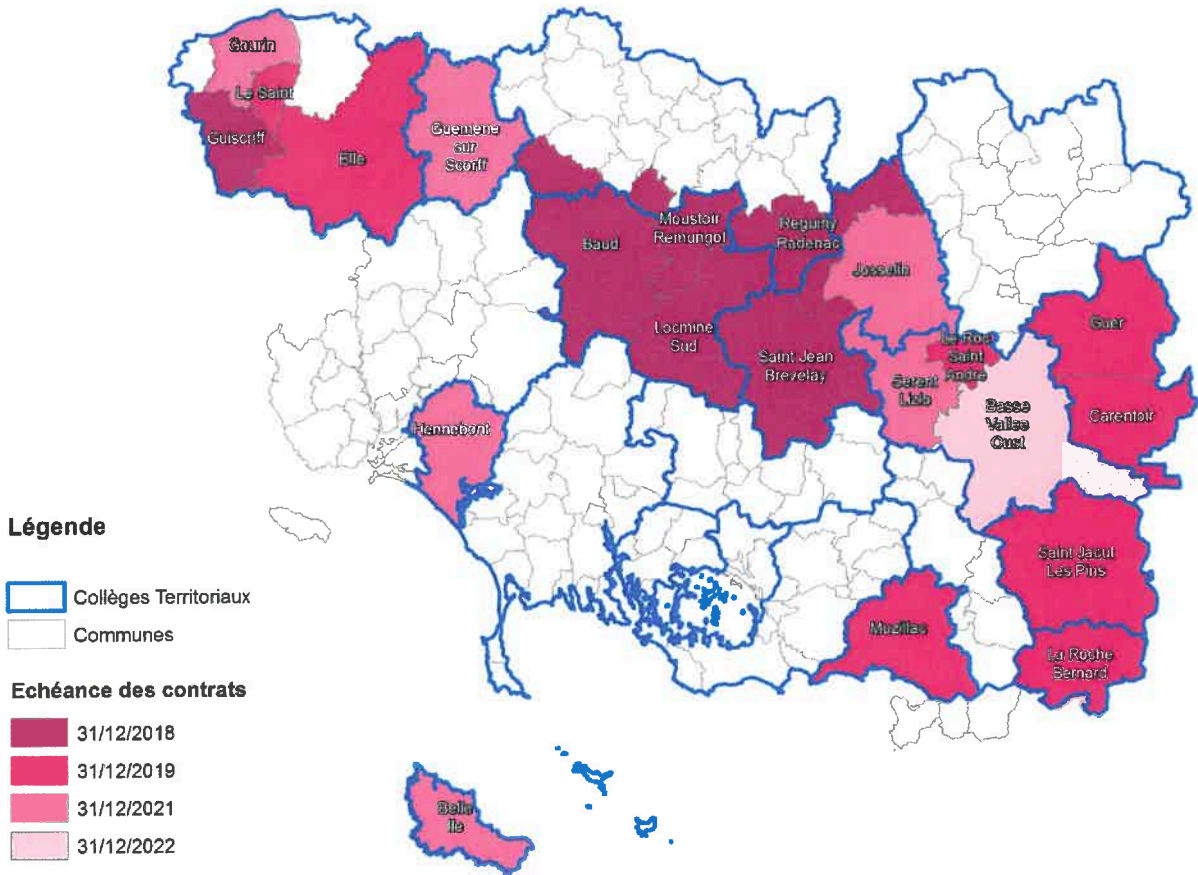 Gourin
Le Saint
Guiscriff
Elle
Guemene
sur
Scorff
Baud
Moustoir
Remungol
Reguiny
Radenac
Josselin
Locmine
Sud
Saint Jean
Brevelay
Le Roc
Saint
Andre
Serent
Lizio
Basse
Vallee
Oust
Guer
Carentoir
Hennebont
Saint Jacut
Les Pins
Muzillac
La Roche
Bernard
Belle
Ile
Légende
Collèges Territoriaux
Communes
Echéance des contrats
31/12/2018
31/12/2019
31/12/2021
31/12/2022